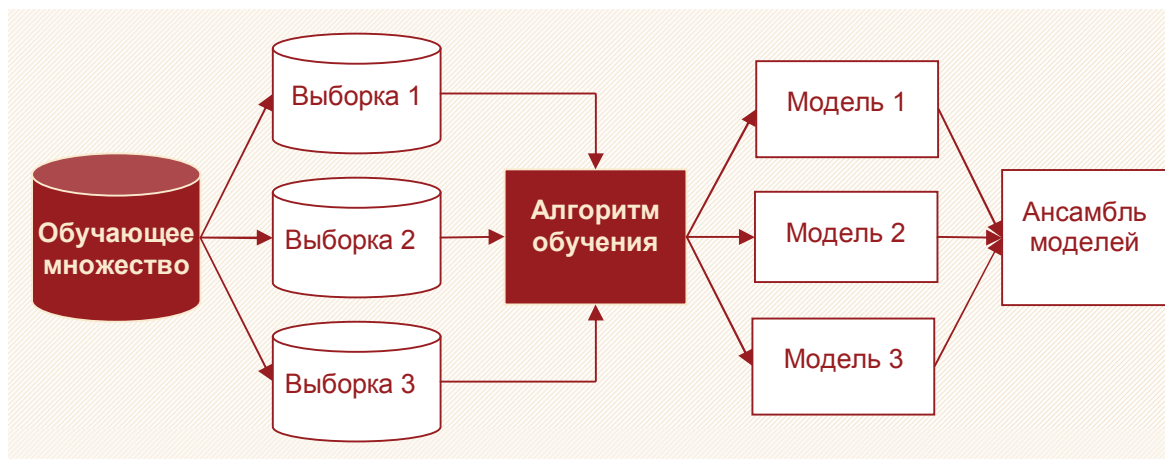 Обучающее
множество
Выборка 1
Выборка 2
Выборка 3
Алгоритм
обучения
Модель 1
Модель 2
Модель 3
Ансамбль
моделей